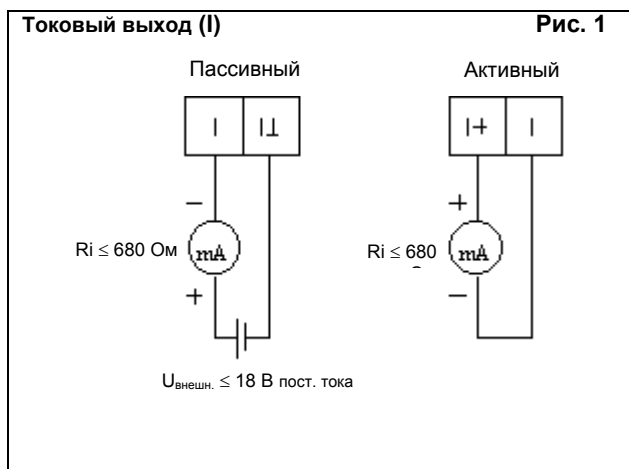 Токовый выход (I) Рис. 1
Пассивный Активный
I I⊥ I+ I
− +
Ri ≤ 680 Ом mA Ri ≤ 680 mA
+ −
Uвнешн. ≤ 18 В пост. тока